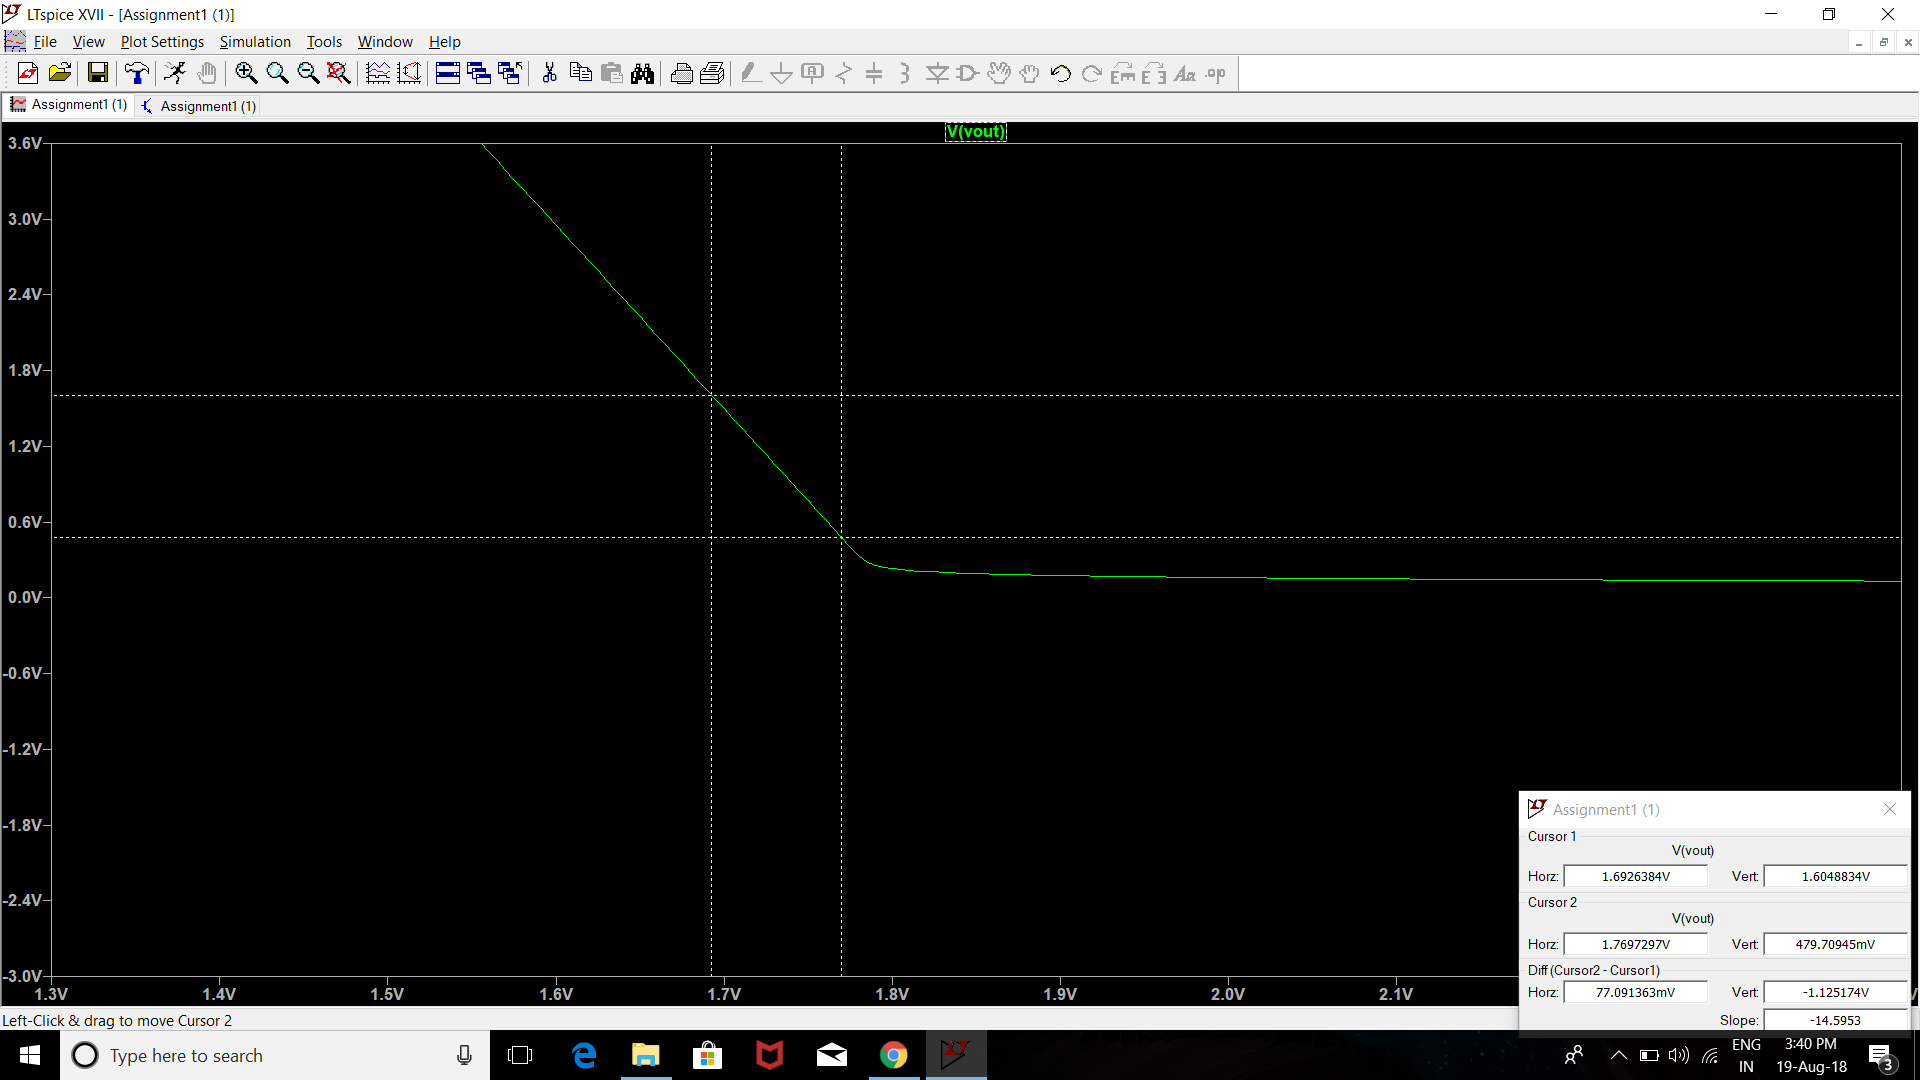 LTspice XVII - [Assignment1 (1)]
File View Plot Settings Simulation Tools Window Help
Assignment1 (1) Assignment1 (1)
V(vout)
3.6V
3.0V
2.4V
1.8V
1.2V
0.6V
0.0V
-0.6V
-1.2V
-1.8V
-2.4V
-3.0V
1.3V 1.4V 1.5V 1.6V 1.7V 1.8V 1.9V 2.0V 2.1V
Assignment1 (1)
Cursor 1
V(vout)
Horz: 1.6926384V Vert: 1.6048834V
Cursor 2
V(vout)
Horz: 1.7697297V Vert: 479.70945mV
Diff (Cursor2 - Cursor1)
Horz: 77.091363mV Vert: -1.125174V
Slope: -14.5953
Left-Click & drag to move Cursor 2
Type here to search
ENG
IN
3:40 PM
19-Aug-18
3